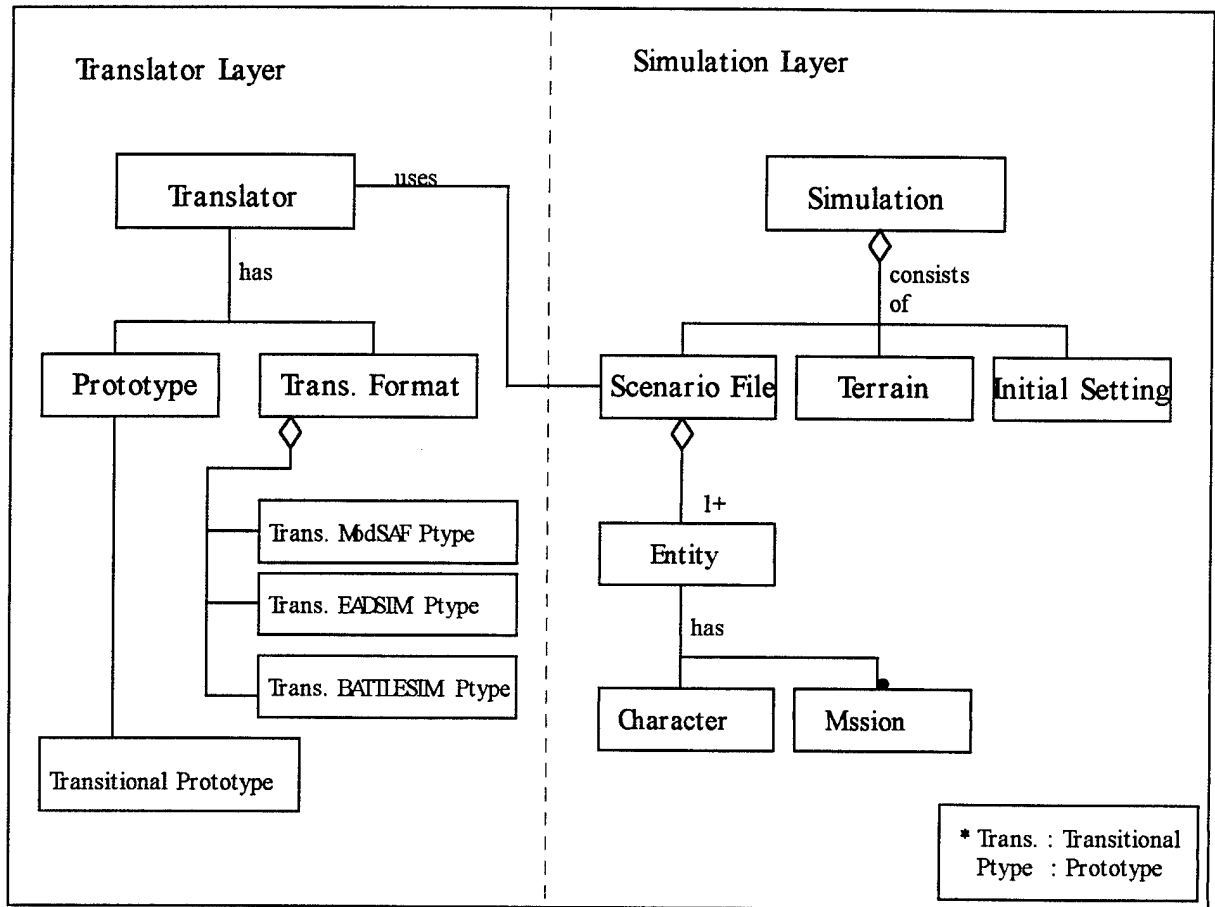 Translator Layer
Simulation Layer
Translator
uses
Simulation
has
consists
of
Prototype
Trans. Format
Scenario File
Terrain
Initial Setting
Trans. ModSAF Ptype
1+
Entity
Trans. EADSIM Ptype
has
Trans. BATTLESIM Ptype
Character
Mssion
Transitional Prototype
* Trans. : Transitional
Ptype : Prototype